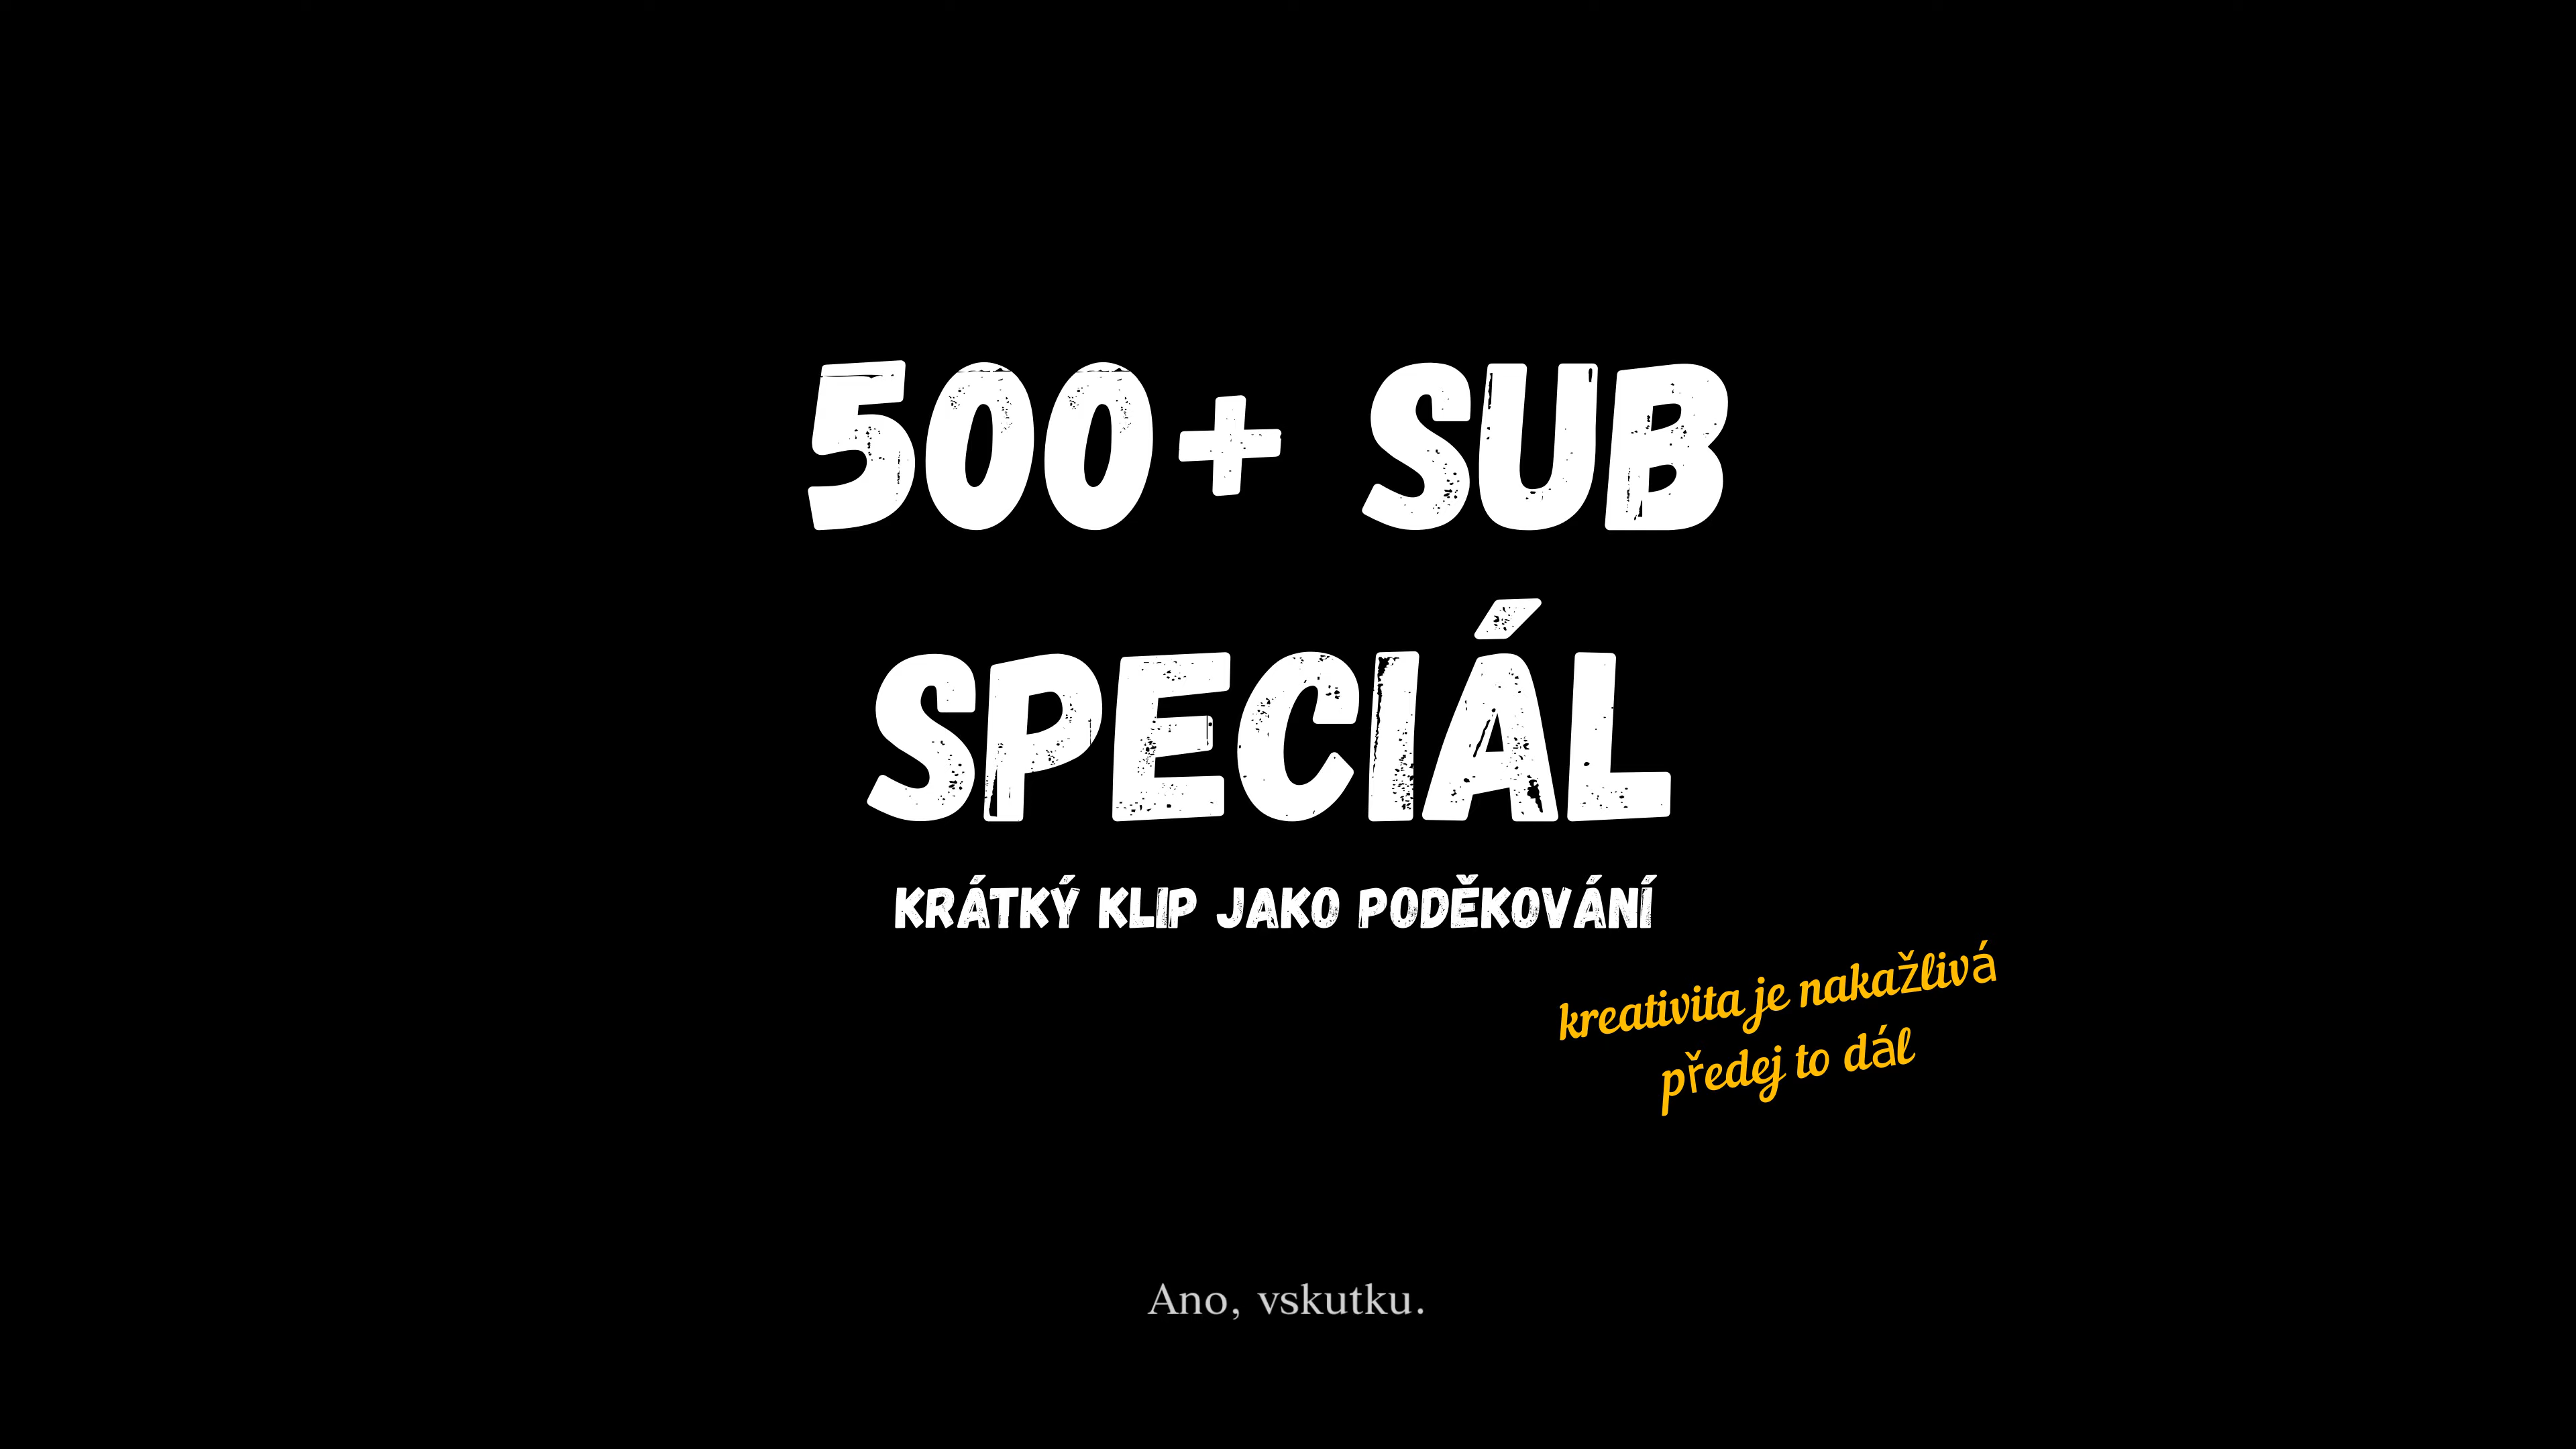 500+ SUB
SPECIÁL
KRÁTKÝ KLIP JAKO PODĚKOVÁNÍ
kreativita je nakažlivá
předej to dál
Ano, vskutku.